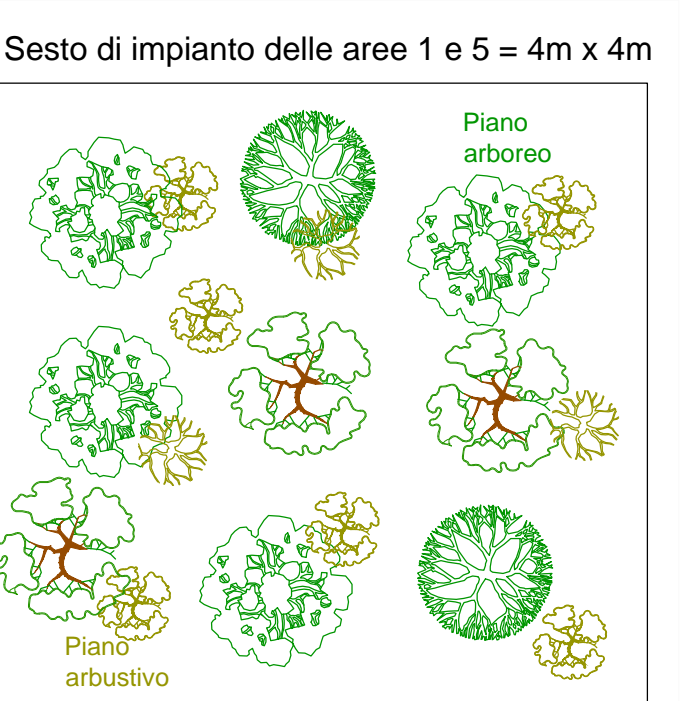 Sesto di impianto delle aree 1 e 5 = 4m x 4m
Piano
arboreo
Piano
arbustivo